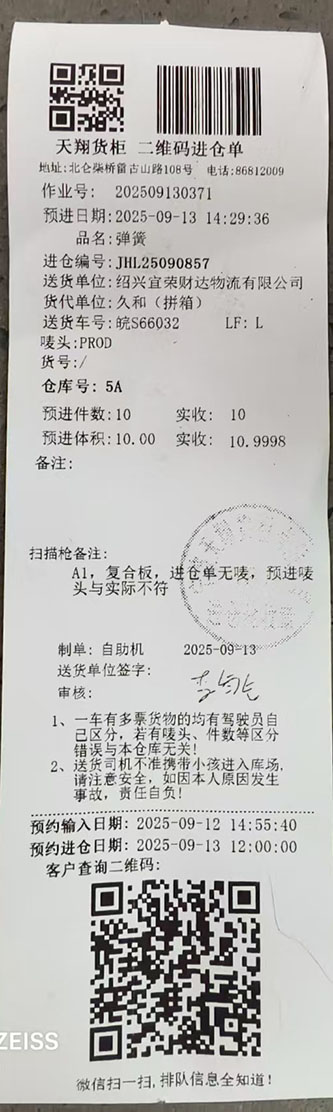 天翔货柜 二维码进仓单
地址:北仑柴桥留古山路108号 电话:86812009
作业号: 202509130371
预进日期:2025-09-13 14:29:36
品名:弹簧
进仓编号:JHL25090857
送货单位:绍兴宜荣财达物流有限公司
货代单位:久和（拼箱）
送货车号:皖S66032 LF: L
唛头:PROD
货号:/
仓库号: 5A
预进件数:10 实收: 10
预进体积:10.00 实收: 10.9998
备注:
扫描枪备注:
A1, 复合板, 进仓单无唛, 预进唛
头与实际不符
制单: 自助机 2025-09-13
送货单位签字:
审核:
1、一车有多票货物的均有驾驶员自
己区分, 若有唛头、件数等区分
错误与本仓库无关!
2、送货司机不准携带小孩进入库场,
请注意安全, 如因本人原因发生
事故, 责任自负!
预约输入日期: 2025-09-12 14:55:40
预约进仓日期: 2025-09-13 12:00:00
客户查询二维码:
ZEISS
微信扫一扫, 排队信息全知道!